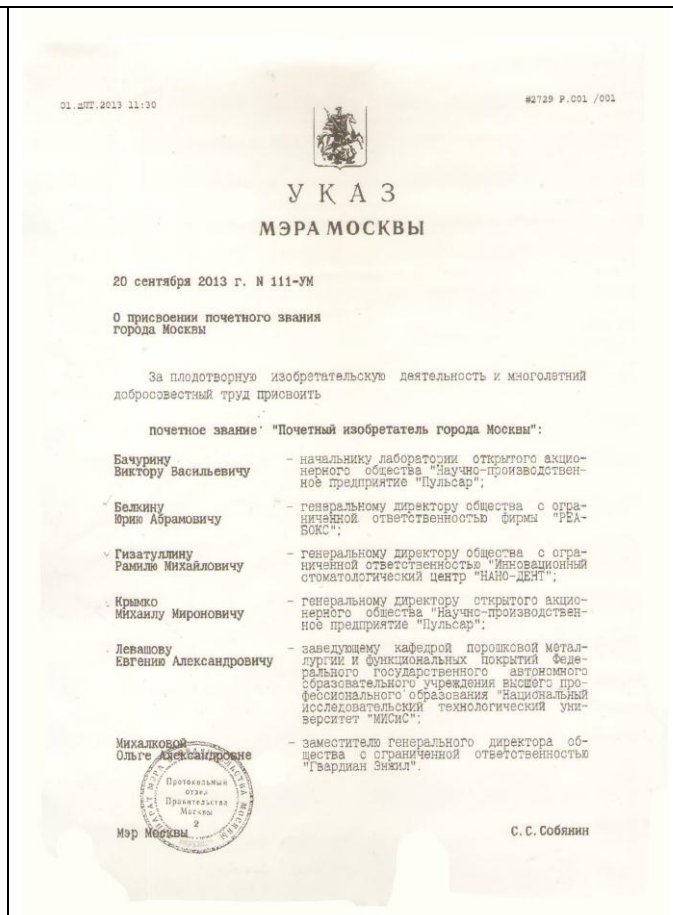 01.ОКТ.2013 11:30
#2729 P.001 /001
УКАЗ
МЭРА МОСКВЫ
20 сентября 2013 г. N 111-УМ
О присвоении почетного звания
города Москвы
За плодотворную изобретательскую деятельность и многолетний
добросовестный труд присвоить
почетное звание "Почетный изобретатель города Москвы":
Бачурину
Виктору Васильевичу
- начальнику лаборатории открытого акцио-
нерного общества "Научно-производствен-
ное предприятие "Пульсар";
Белкину
Юрию Абрамовичу
- генеральному директору общества с огра-
ниченной ответственностью фирмы "РЕА-
БОКС";
Гизатуллину
Рамилю Михайловичу
- генеральному директору общества с огра-
ниченной ответственностью "Инновационный
стоматологический центр "НАНО-ДЕНТ";
Крымко
Михаилу Мироновичу
- генеральному директору открытого акцио-
нерного общества "Научно-производствен-
ное предприятие "Пульсар";
Левашову
Евгению Александровичу
- заведующему кафедрой порошковой метал-
лургии и функциональных покрытий Феде-
рального государственного автономного
образовательного учреждения высшего про-
фессионального образования "Национальный
исследовательский технологический уни-
верситет "МИСиС";
Михалковой
Ольге Александровне
- заместителю генерального директора об-
щества с ограниченной ответственностью
"Гвардиан Энжил".
Протокольный
отдел
Правительства
Москвы
2
Мэр Москвы
С.С.Собянин